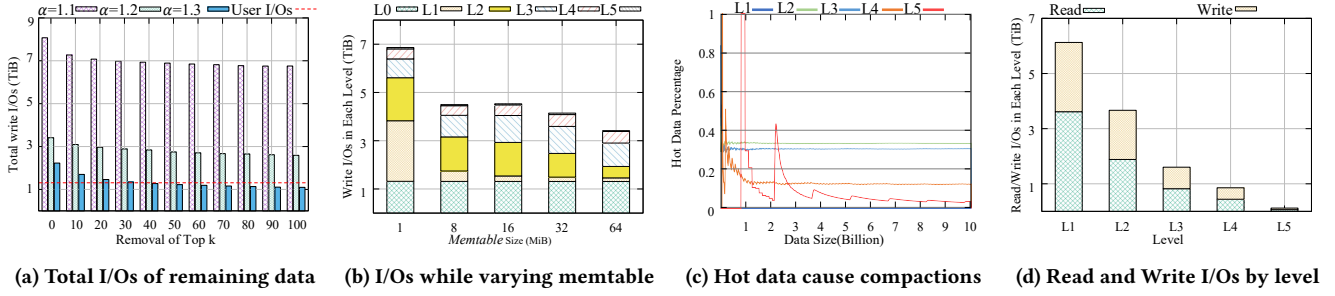 α=1.1 α=1.2 α=1.3 User I/Os
Total write I/Os (TiB)
9
7
5
3
1
0 10 20 30 40 50 60 70 80 90 100
Removal of Top k
(a) Total I/Os of remaining data
L0 L1 L2 L3 L4 L5
Write I/Os in Each Level (TiB)
7
5
3
1
1 8 16 32 64
Memtable Size (MiB)
(b) I/Os while varying memtable
L1 L2 L3 L4 L5
Hot Data Percentage
1
0.8
0.6
0.4
0.2
0
1 2 3 4 5 6 7 8 9 10
Data Size(Billion)
(c) Hot data cause compactions
Read Write
Read/Write I/Os in Each Level (TiB)
7
5
3
1
L1 L2 L3 L4 L5
Level
(d) Read and Write I/Os by level